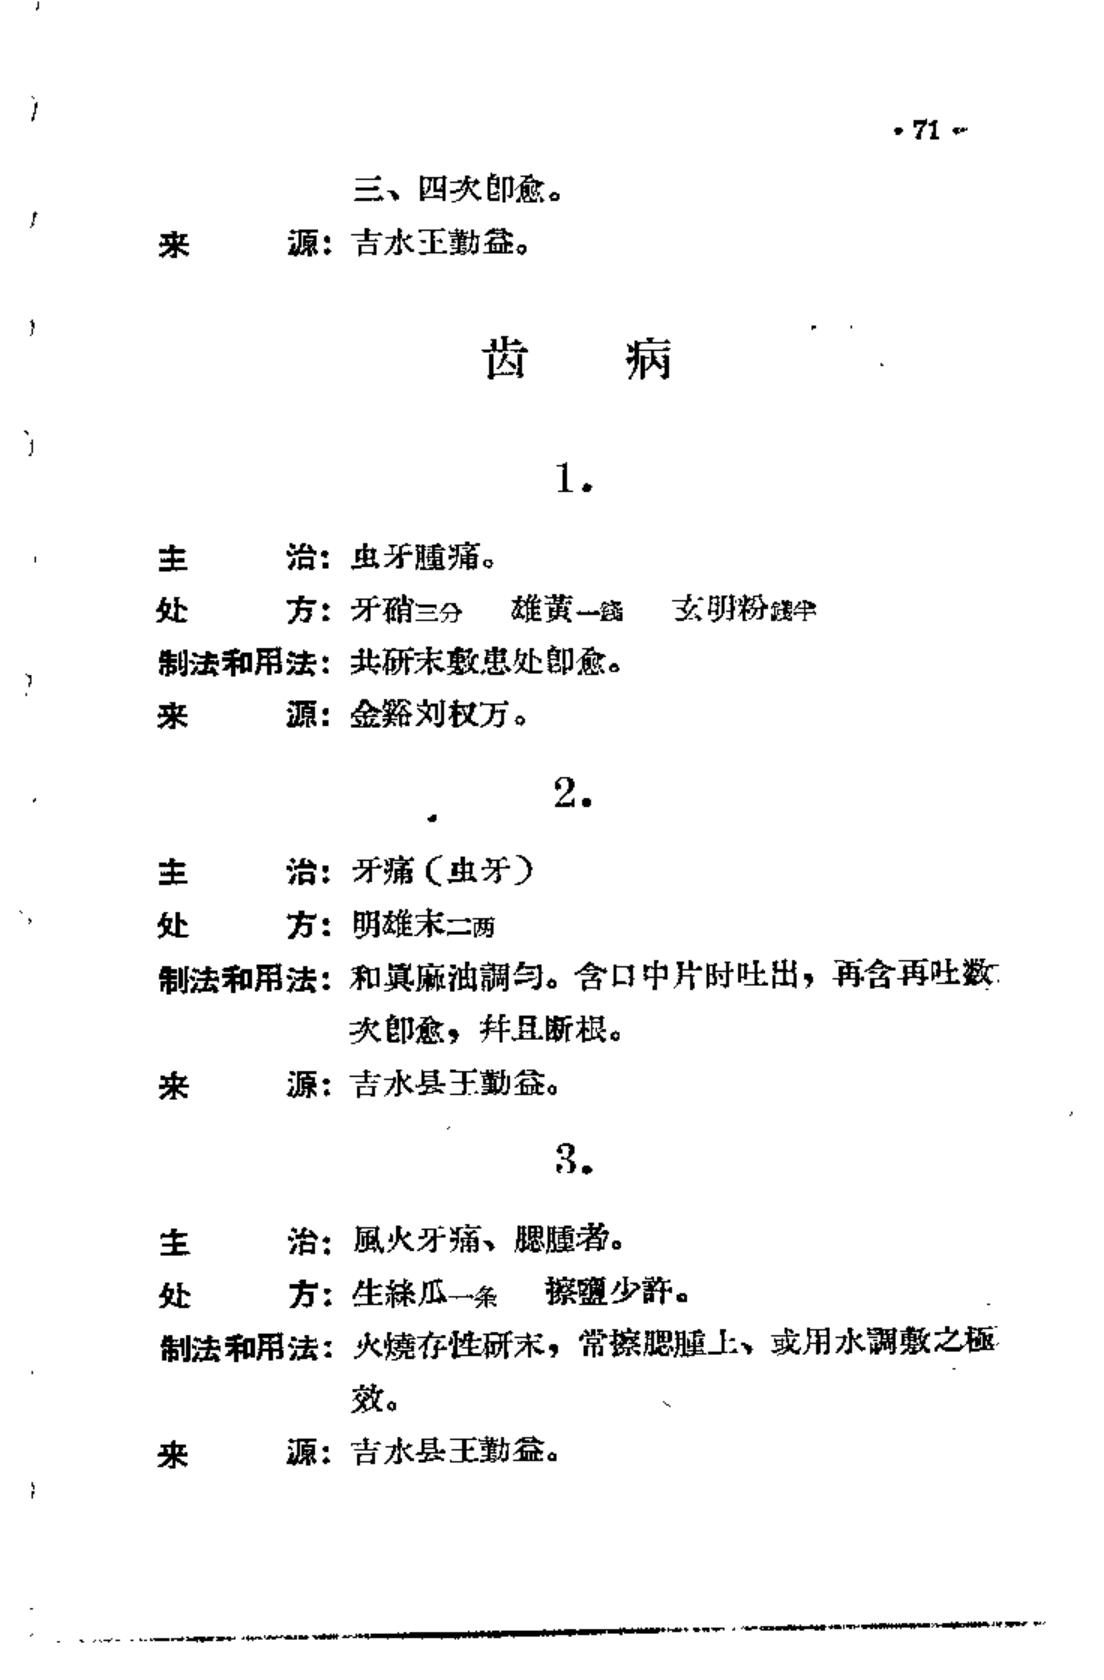 • 71 •
三、四次卽愈。
来　　源：吉水王勤益。
齿　病
1.
主　　治：虫牙腫痛。
处　　方：牙硝三分　雄黃一錢　玄明粉錢半
制法和用法：共研末敷患处卽愈。
来　　源：金谿刘权万。
2.
主　　治：牙痛（虫牙）
处　　方：明雄末二两
制法和用法：和眞麻油調匀。含口中片时吐出，再含再吐数
次卽愈，幷且断根。
来　　源：吉水县王勤益。
3.
主　　治：風火牙痛、腮腫者。
处　　方：生絲瓜一条　擦鹽少許。
制法和用法：火燒存性研末，常擦腮腫上、或用水調敷之極
效。
来　　源：吉水县王勤益。